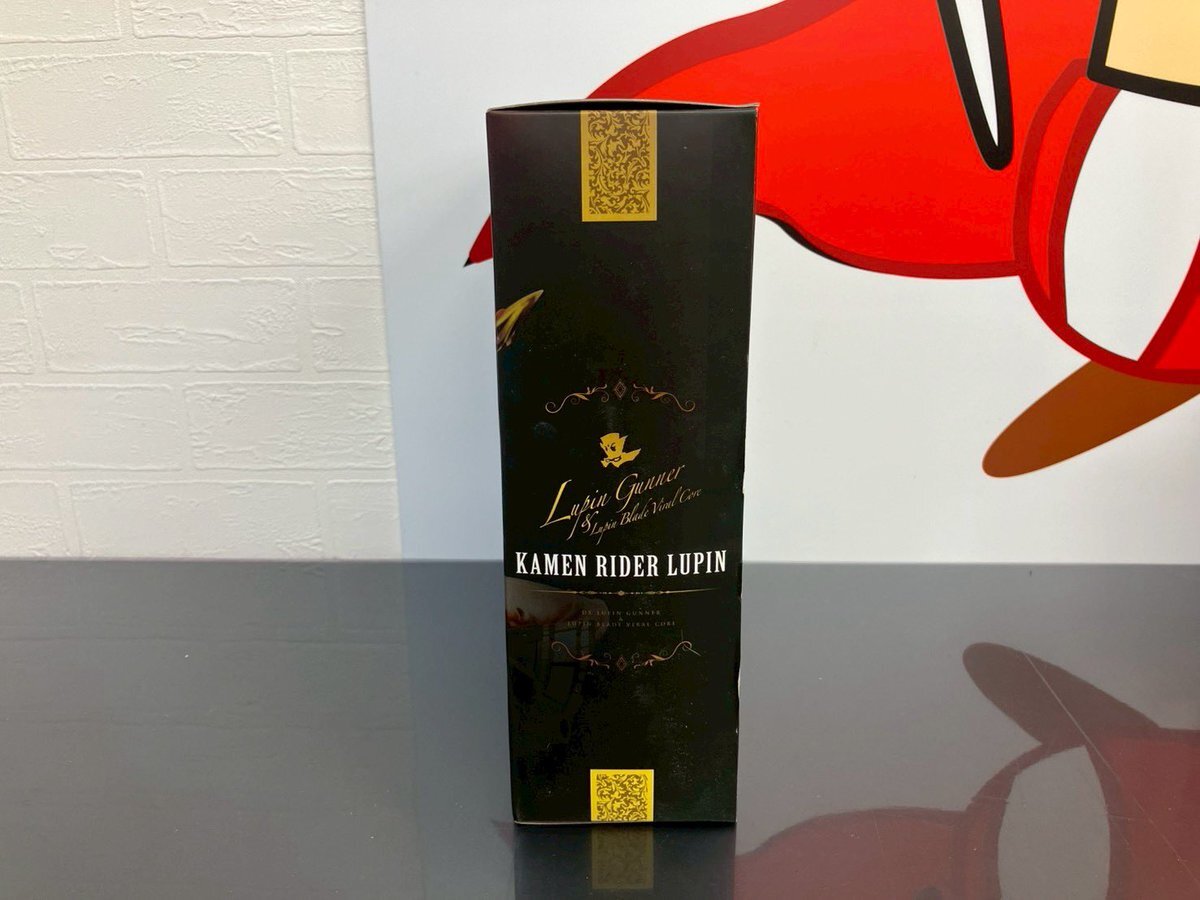 Lupin Gunner
& Lupin Blade Viral Core
KAMEN RIDER LUPIN
DX LUPIN GUNNER
&
LUPIN BLADE VIRAL CORE